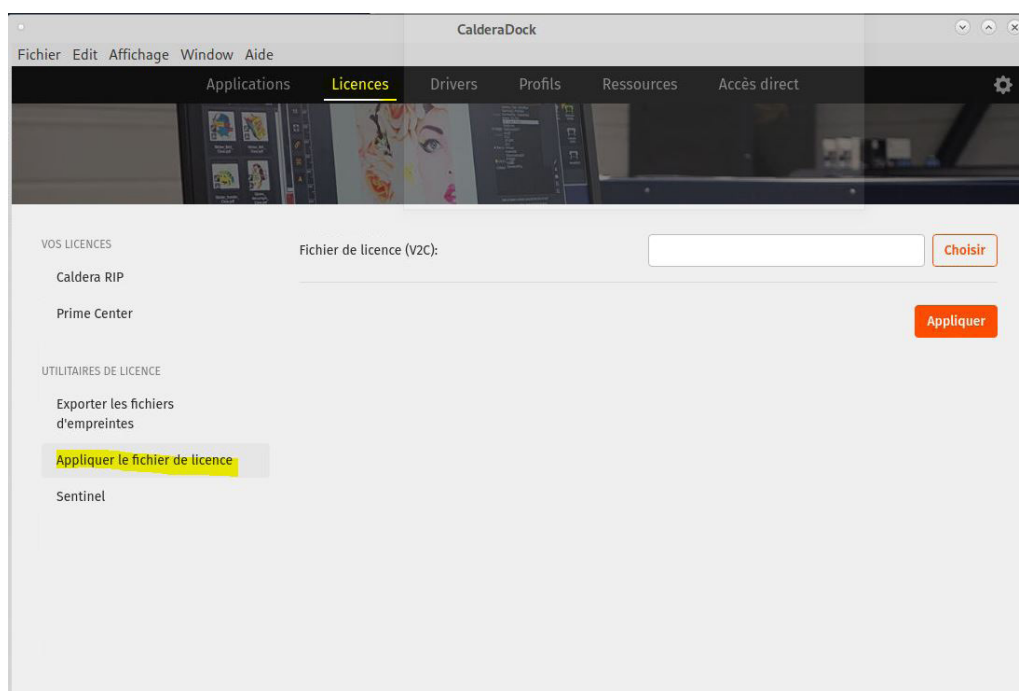 CalderaDock
Fichier Edit Affichage Window Aide
Applications Licences Drivers Profils Ressources Accès direct
VOS LICENCES
Caldera RIP
Prime Center
UTILITAIRES DE LICENCE
Exporter les fichiers
d'empreintes
Appliquer le fichier de licence
Sentinel
Fichier de licence (V2C):
Choisir
Appliquer